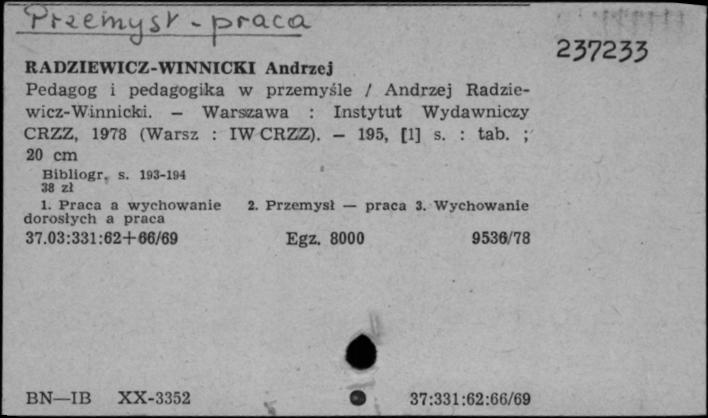 Przemysł - praca
237233
RADZIEWICZ-WINNICKI Andrzej
Pedagog i pedagogika w przemyśle / Andrzej Radzie-
wicz-Winnicki. — Warszawa : Instytut Wydawniczy
CRZZ, 1978 (Warsz : IW CRZZ). — 195, [1] s. : tab. ;
20 cm
Bibliogr. s. 193-194
38 zł
1. Praca a wychowanie 2. Przemysł — praca 3. Wychowanie
dorosłych a praca
37.03:331:62+66/69 Egz. 8000 9536/78
BN—IB XX-3352 37:331:62:66/69